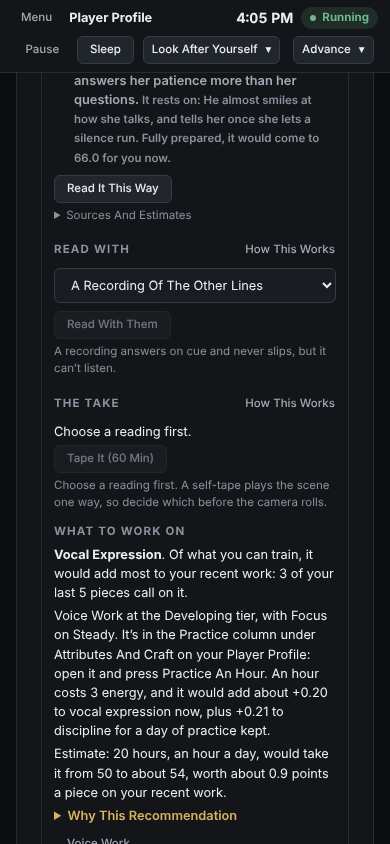 Menu Player Profile 4:05 PM Running
Pause Sleep Look After Yourself ▾ Advance ▾
answers her patience more than her
questions. It rests on: He almost smiles at
how she talks, and tells her once she lets a
silence run. Fully prepared, it would come to
66.0 for you now.
Read It This Way
Sources And Estimates
READ WITH How This Works
A Recording Of The Other Lines
Read With Them
A recording answers on cue and never slips, but it
can't listen.
THE TAKE How This Works
Choose a reading first.
Tape It (60 Min)
Choose a reading first. A self-tape plays the scene
one way, so decide which before the camera rolls.
WHAT TO WORK ON
Vocal Expression. Of what you can train, it
would add most to your recent work: 3 of your
last 5 pieces call on it.
Voice Work at the Developing tier, with Focus
on Steady. It's in the Practice column under
Attributes And Craft on your Player Profile:
open it and press Practice An Hour. An hour
costs 3 energy, and it would add about +0.20
to vocal expression now, plus +0.21 to
discipline for a day of practice kept.
Estimate: 20 hours, an hour a day, would take
it from 50 to about 54, worth about 0.9 points
a piece on your recent work.
Why This Recommendation
Voice Work